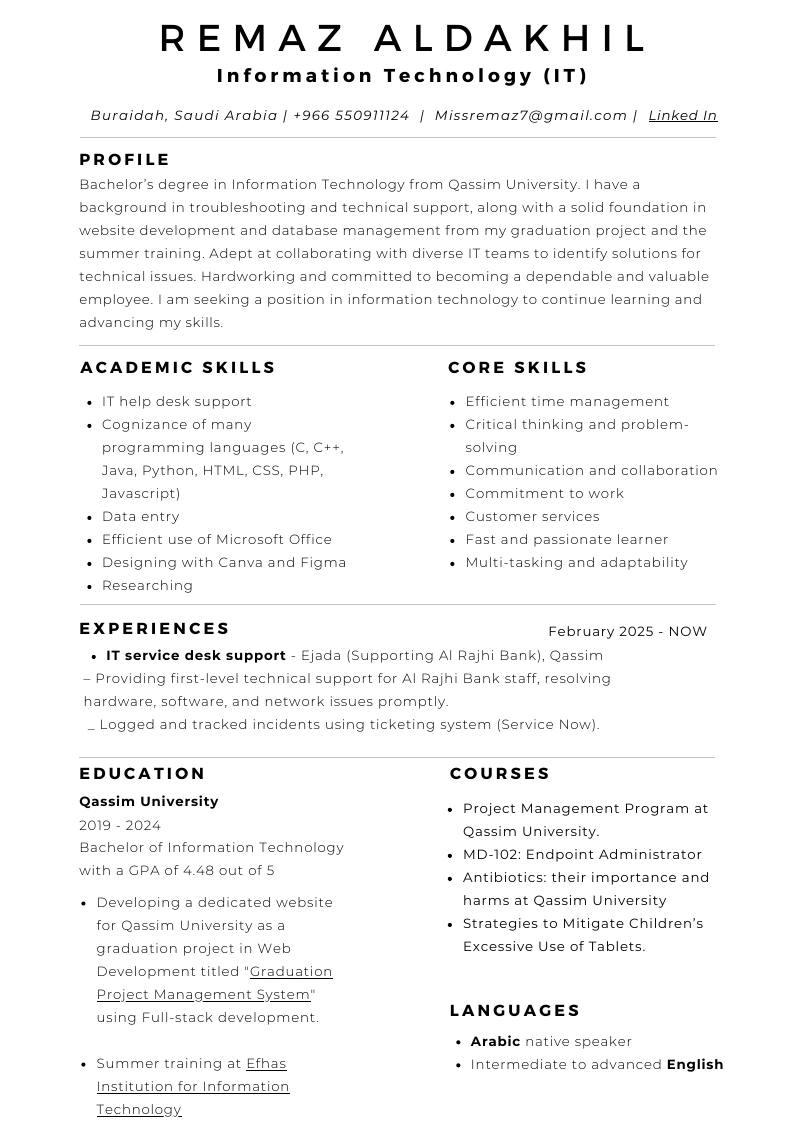 REMAZ ALDAKHIL
Information Technology (IT)
Buraidah, Saudi Arabia | +966 550911124 | Missremaz7@gmail.com | Linked In
PROFILE
Bachelor’s degree in Information Technology from Qassim University. I have a
background in troubleshooting and technical support, along with a solid foundation in
website development and database management from my graduation project and the
summer training. Adept at collaborating with diverse IT teams to identify solutions for
technical issues. Hardworking and committed to becoming a dependable and valuable
employee. I am seeking a position in information technology to continue learning and
advancing my skills.
ACADEMIC SKILLS
• IT help desk support
• Cognizance of many
programming languages (C, C++,
Java, Python, HTML, CSS, PHP,
Javascript)
• Data entry
• Efficient use of Microsoft Office
• Designing with Canva and Figma
• Researching
CORE SKILLS
• Efficient time management
• Critical thinking and problem-
solving
• Communication and collaboration
• Commitment to work
• Customer services
• Fast and passionate learner
• Multi-tasking and adaptability
EXPERIENCES
February 2025 - NOW
• IT service desk support - Ejada (Supporting Al Rajhi Bank), Qassim
– Providing first-level technical support for Al Rajhi Bank staff, resolving
hardware, software, and network issues promptly.
_ Logged and tracked incidents using ticketing system (Service Now).
EDUCATION
Qassim University
2019 - 2024
Bachelor of Information Technology
with a GPA of 4.48 out of 5
• Developing a dedicated website
for Qassim University as a
graduation project in Web
Development titled "Graduation
Project Management System"
using Full-stack development.
• Summer training at Efhas
Institution for Information
Technology
COURSES
• Project Management Program at
Qassim University.
• MD-102: Endpoint Administrator
• Antibiotics: their importance and
harms at Qassim University
• Strategies to Mitigate Children’s
Excessive Use of Tablets.
LANGUAGES
• Arabic native speaker
• Intermediate to advanced English